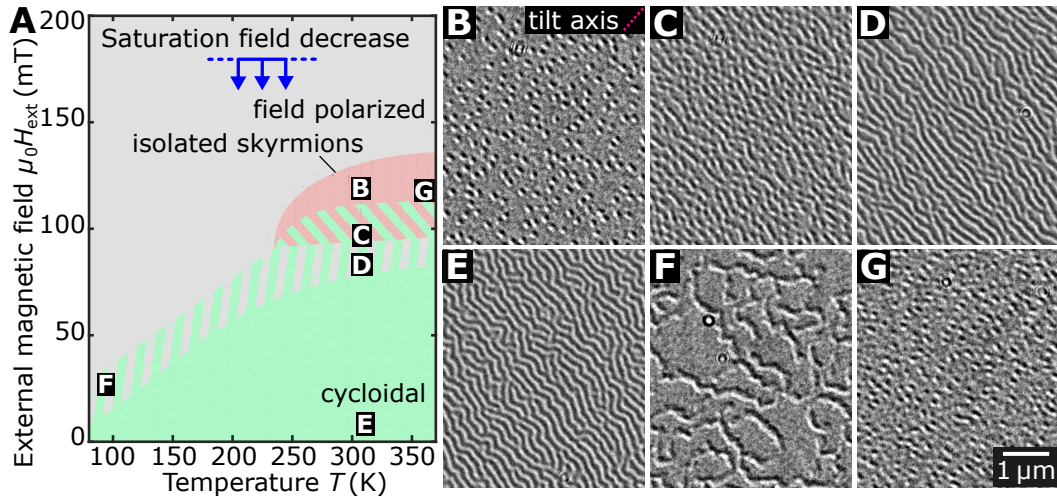 A
200
150
100
50
0
External magnetic field μ₀Hₑₓₜ (mT)
Saturation field decrease
field polarized
isolated skyrmions
B
G
C
D
F
cycloidal
E
100
150
200
250
300
350
Temperature T (K)
B
tilt axis
C
D
E
F
G
1 μm